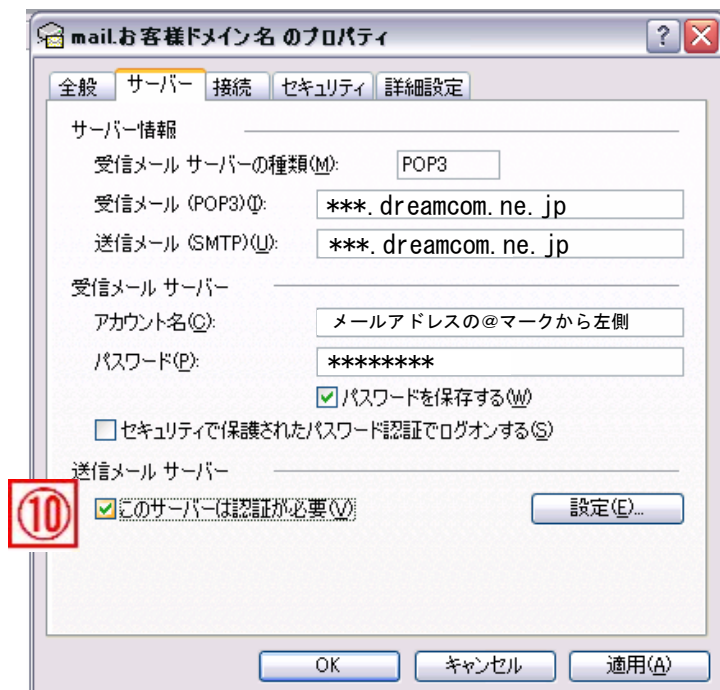 mail.お客様ドメイン名 のプロパティ
全般 サーバー 接続 セキュリティ 詳細設定
サーバー情報
受信メール サーバーの種類(M): POP3
受信メール (POP3)(I): ***.dreamcom.ne.jp
送信メール (SMTP)(U): ***.dreamcom.ne.jp
受信メール サーバー
アカウント名(C): メールアドレスの@マークから左側
パスワード(P): ********
パスワードを保存する(W)
セキュリティで保護されたパスワード認証でログオンする(S)
送信メール サーバー
⑩ このサーバーは認証が必要(V) 設定(E)...
OK キャンセル 適用(A)